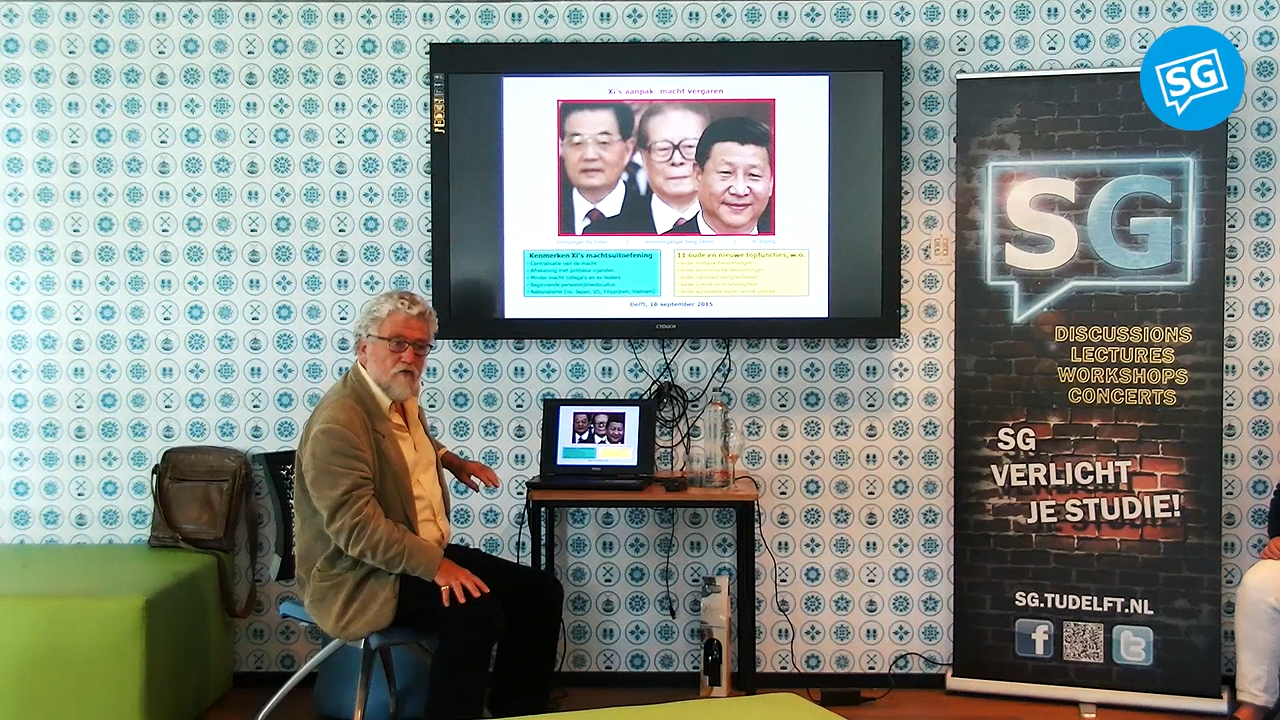 Xi's aanpak: macht vergaren
Kenmerken Xi's machtsuitoefening
- Centralisatie van de macht
- Afrekening met politieke vijanden
- Minder macht collega's en ex-leiders
- Beginnende persoonlijkheidscultus
- Nationalisme (vs. Japan, VS, Filippijnen, Vietnam)
11 oude en nieuwe topfuncties, w.o.
Delft, 10 september 2015
CTOUCH
SG
SG
DISCUSSIONS
LECTURES
WORKSHOPS
CONCERTS
SG
VERLICHT
JE STUDIE!
SG.TUDELFT.NL
f
t